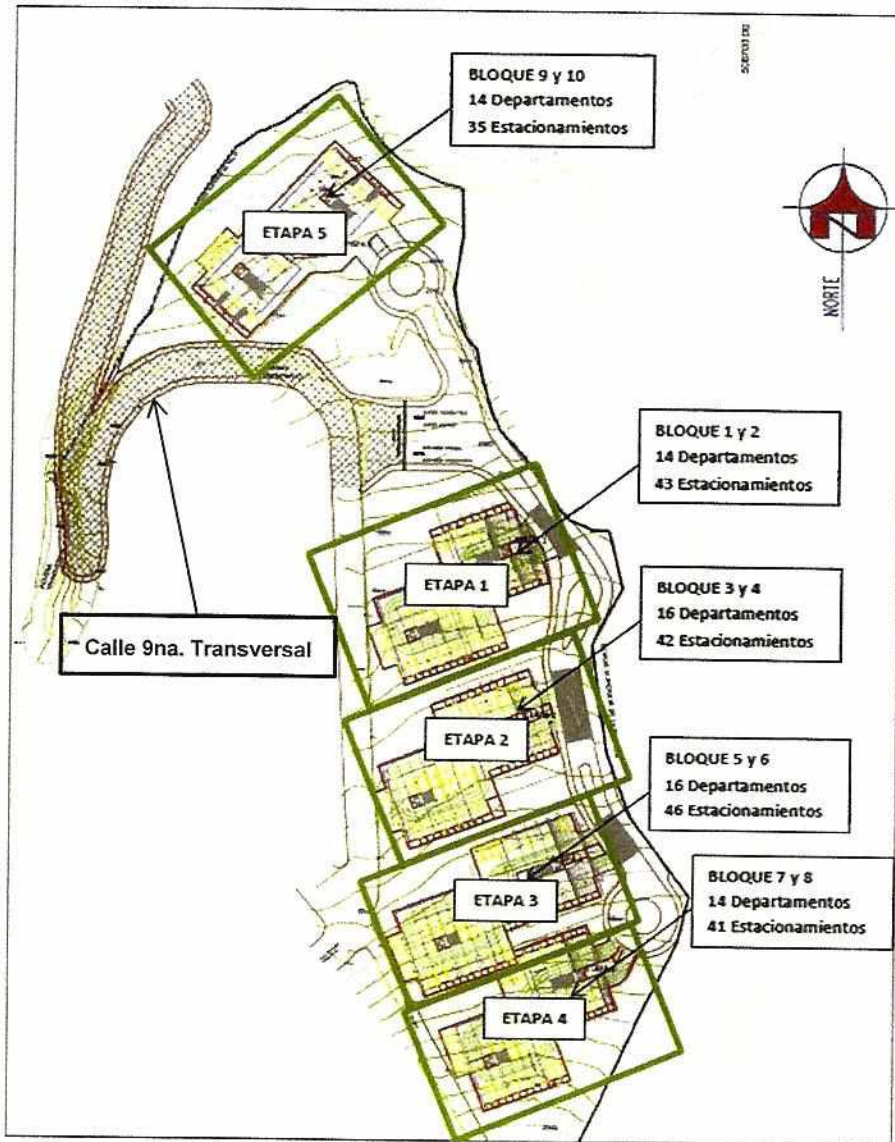 BLOQUE 9 y 10
14 Departamentos
35 Estacionamientos
ETAPA 5
NORTE
BLOQUE 1 y 2
14 Departamentos
43 Estacionamientos
ETAPA 1
BLOQUE 3 y 4
16 Departamentos
42 Estacionamientos
Calle 9na. Transversal
ETAPA 2
BLOQUE 5 y 6
16 Departamentos
46 Estacionamientos
ETAPA 3
BLOQUE 7 y 8
14 Departamentos
41 Estacionamientos
ETAPA 4